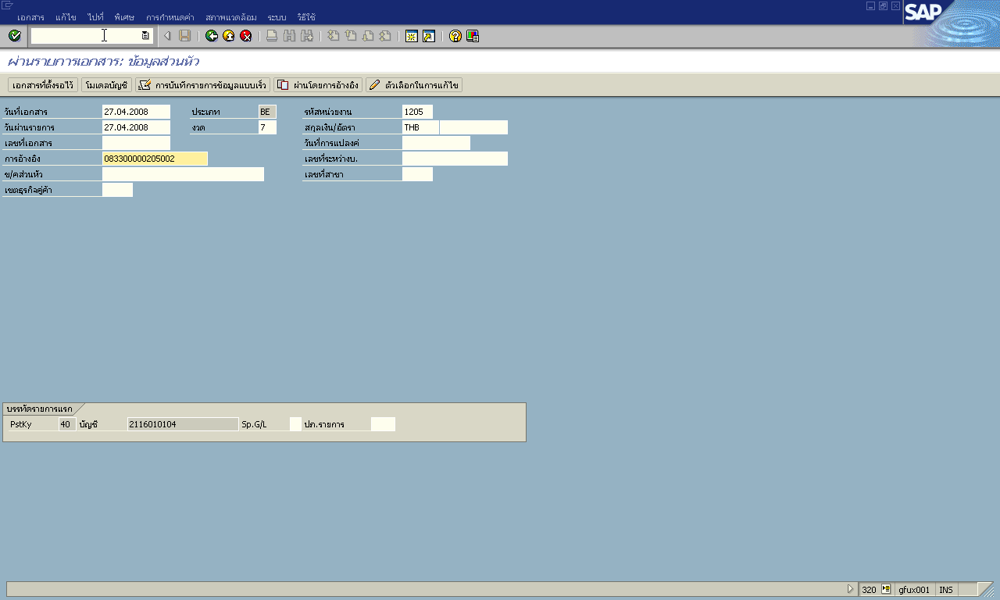 เอกสาร แก้ไข ไปที่ พิเศษ การกำหนดค่า สภาพแวดล้อม ระบบ วิธีใช้
SAP
ผ่านรายการเอกสาร: ข้อมูลส่วนหัว
เอกสารที่ตั้งรอไว้ โมเดลบัญชี การบันทึกรายการข้อมูลแบบเร็ว ผ่านโดยการอ้างอิง ตัวเลือกในการแก้ไข
วันที่เอกสาร 27.04.2008 ประเภท BE รหัสหน่วยงาน 1205
วันผ่านรายการ 27.04.2008 งวด 7 สกุลเงิน/อัตรา THB
เลขที่เอกสาร วันที่การแปลงค่
การอ้างอิง 083300000205002 เลขที่ระหว่างบ.
ข/คส่วนหัว เลขที่สาขา
เขตธุรกิจคู่ค้า
บรรทัดรายการแรก
PstKy 40 บัญชี 2116010104 Sp.G/L ปภ.รายการ
320 gfux001 INS